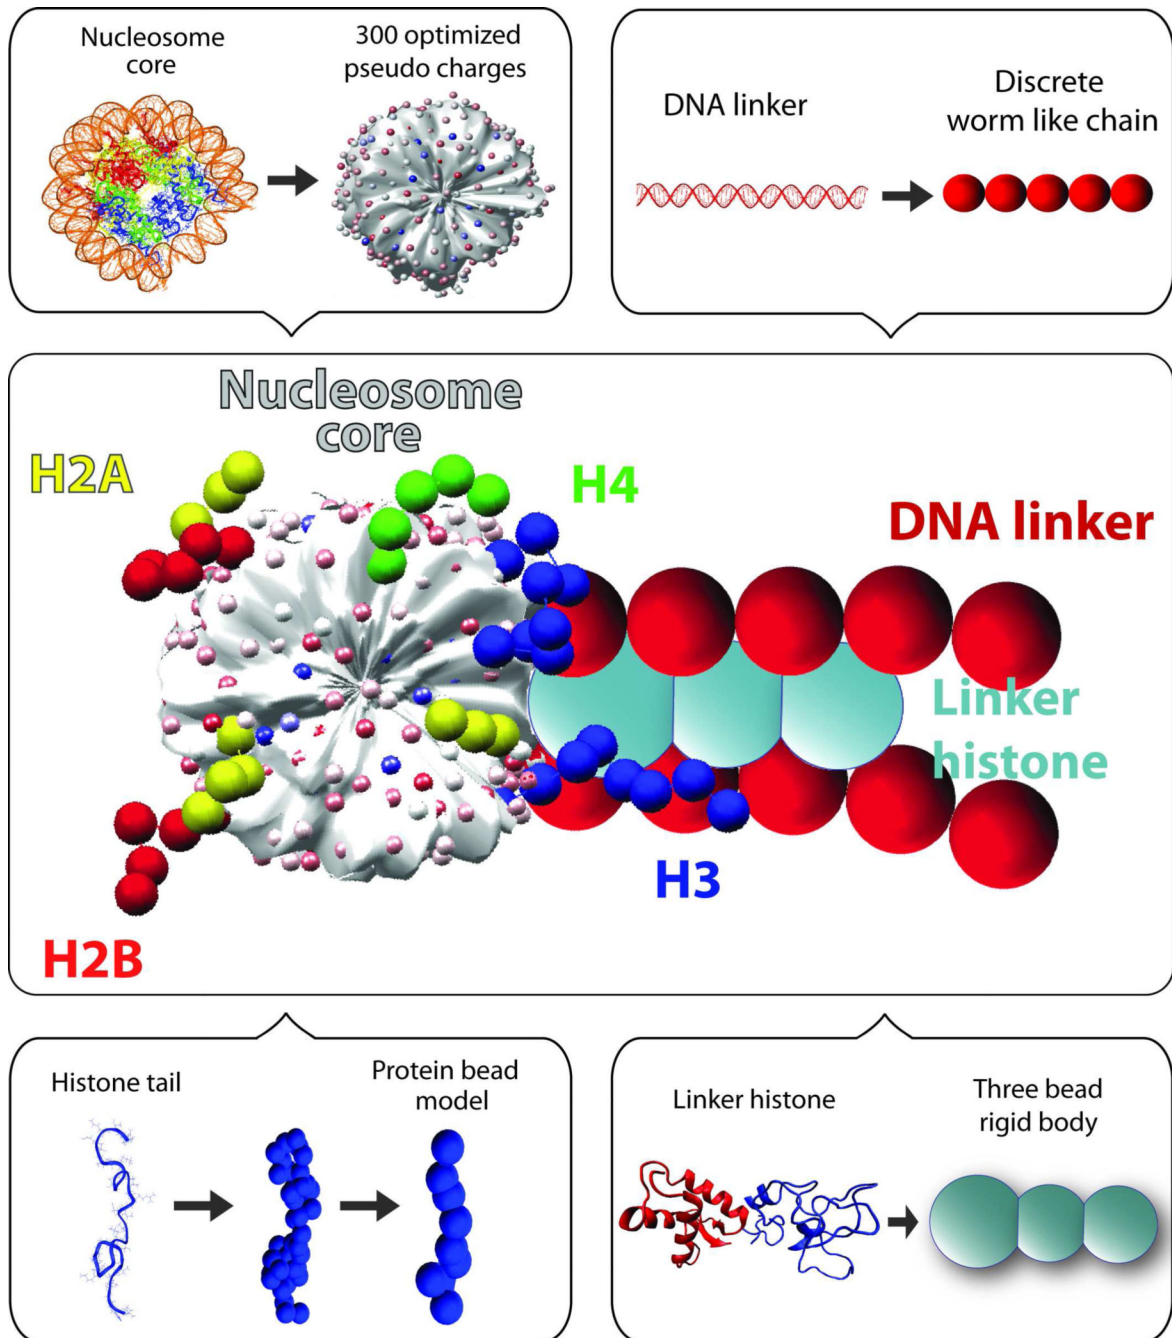 Nucleosome
core
300 optimized
pseudo charges
DNA linker
Discrete
worm like chain
Nucleosome
core
H2A
H4
DNA linker
Linker
histone
H3
H2B
Histone tail
Protein bead
model
Linker histone
Three bead
rigid body